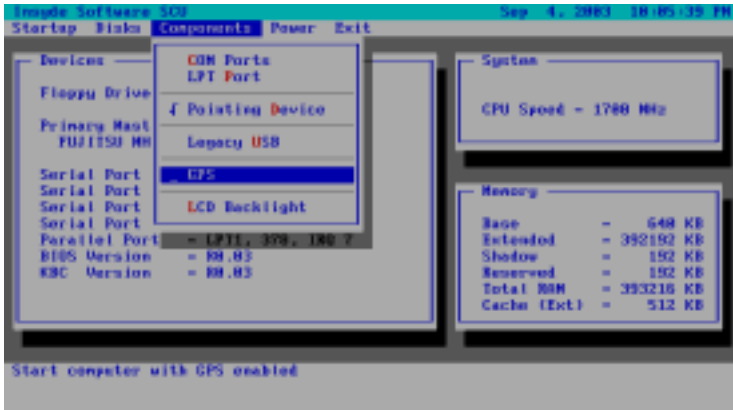 Insyde Software SCU Sep 4, 2003 10:05:39 PM
Startup Disks Components Power Exit
Devices
Floppy Drive
Primary Mast
FUJITSU MH
Serial Port
Serial Port
Serial Port
Serial Port
Parallel Port = LPT1, 378, IRQ 7
BIOS Version = R0.03
KBC Version = R0.03
COM Ports
LPT Port
√ Pointing Device
Legacy USB
_ GPS
LCD Backlight
System
CPU Speed = 1700 MHz
Memory
Base = 640 KB
Extended = 392192 KB
Shadow = 192 KB
Reserved = 192 KB
Total RAM = 393216 KB
Cache (Ext) = 512 KB
Start computer with GPS enabled